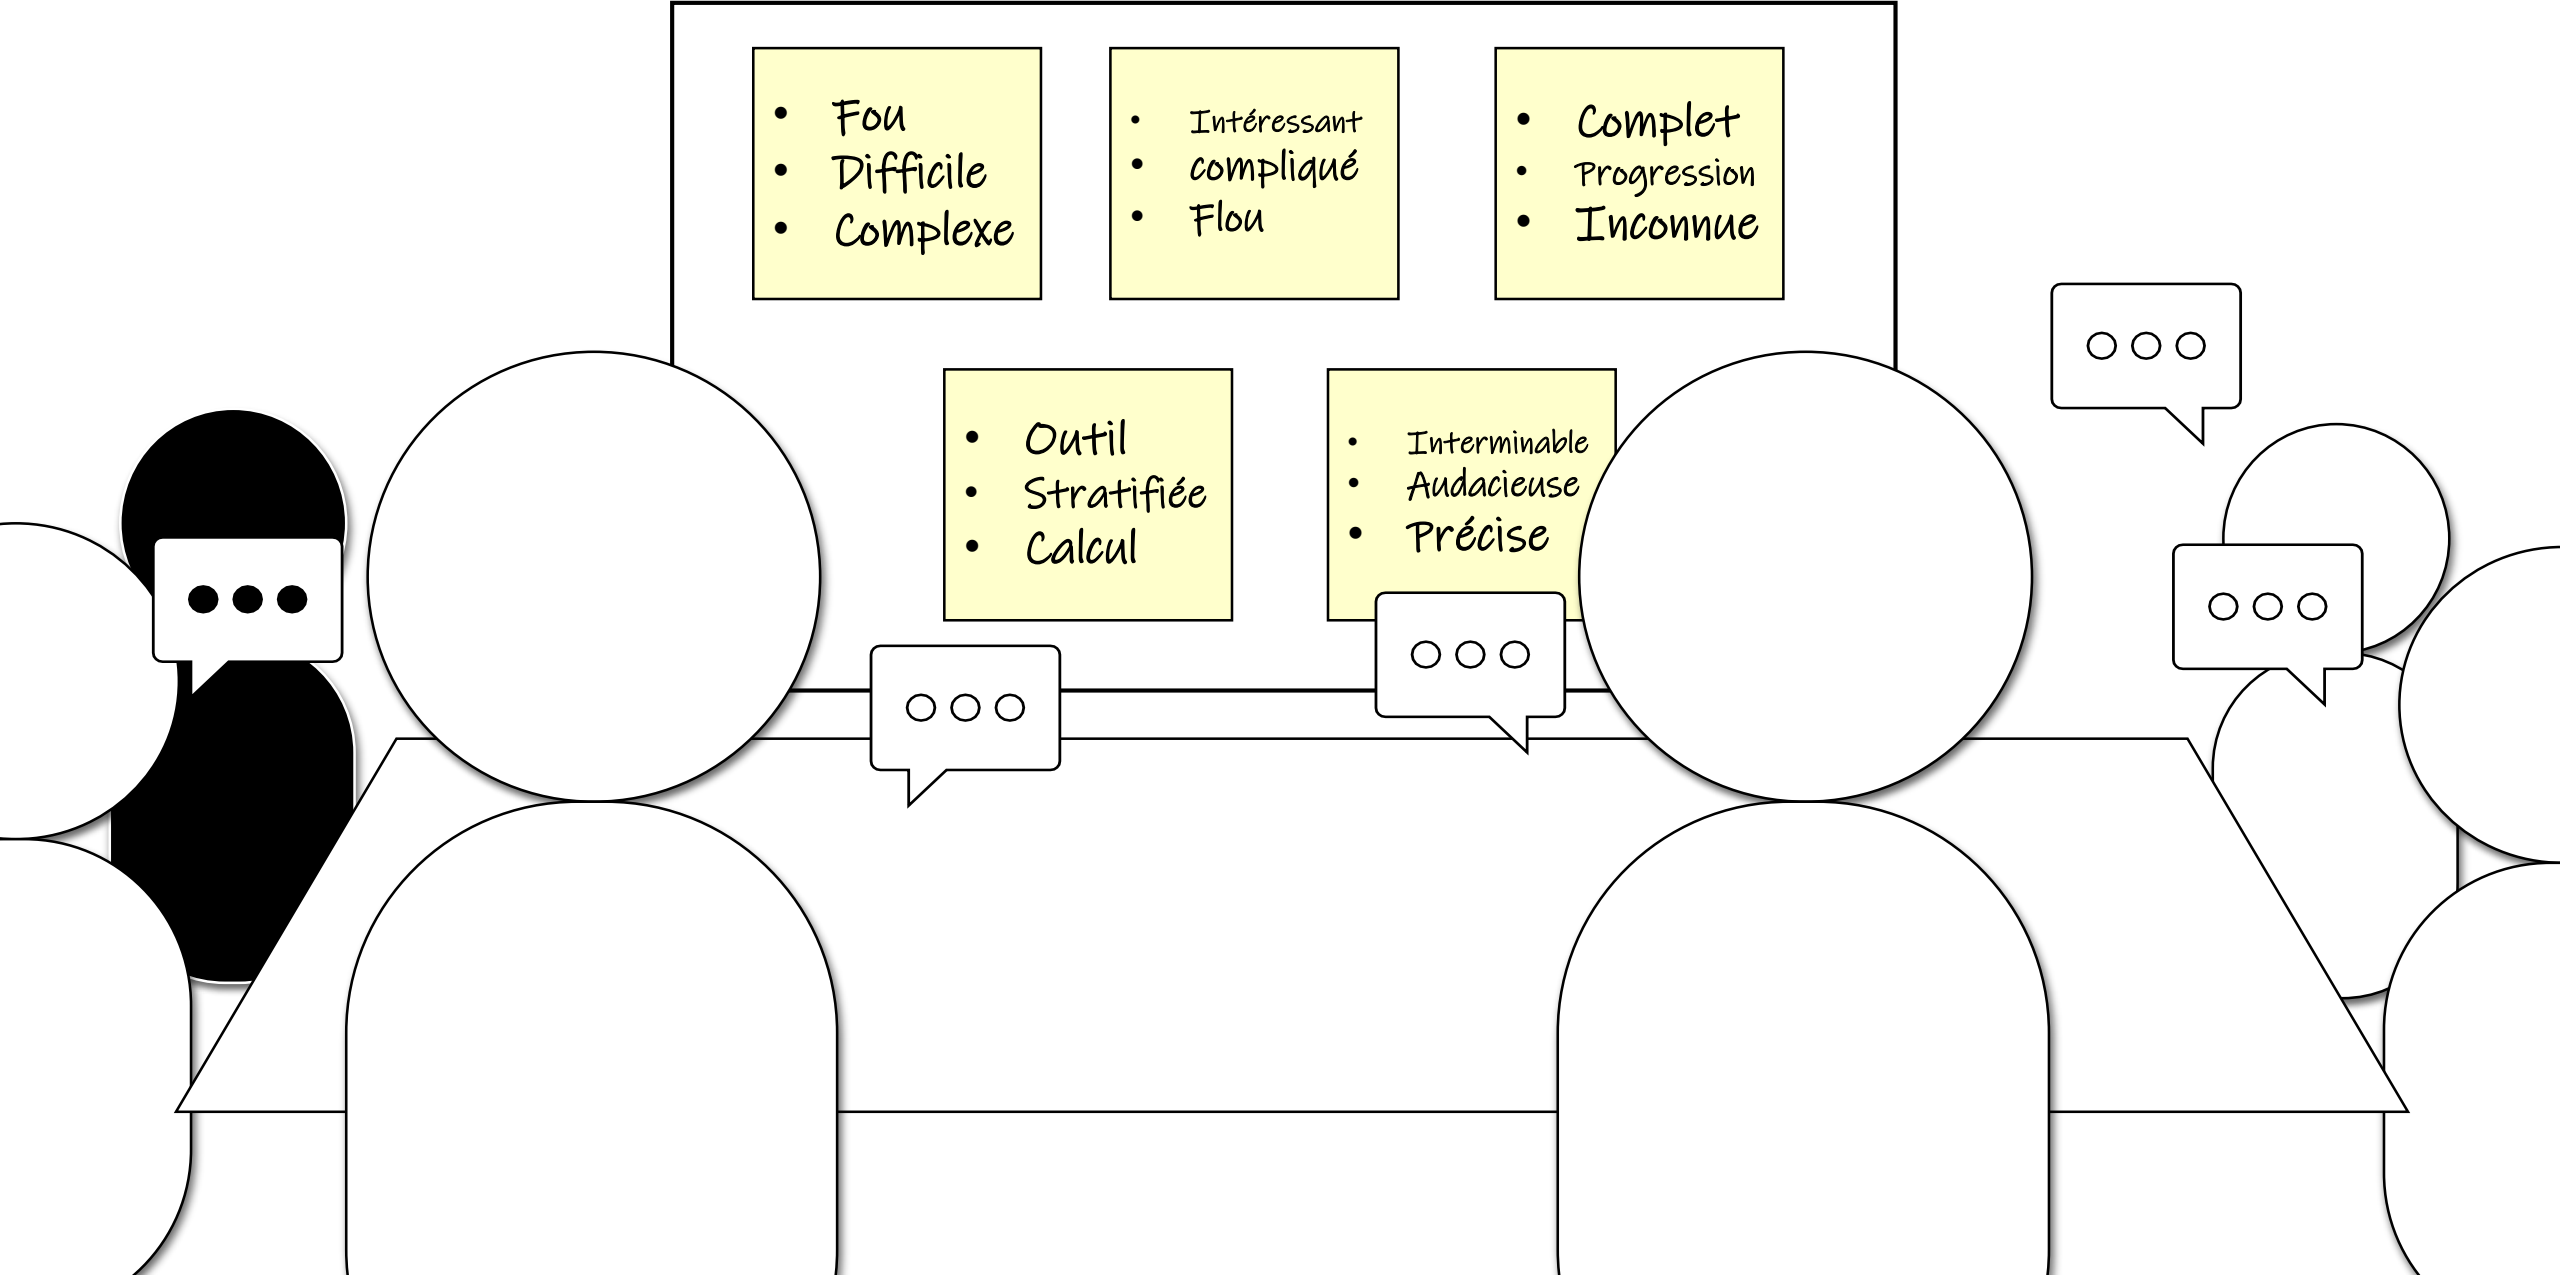 • Fou
• Difficile
• Complexe
• Intéressant
• compliqué
• Flou
• Complet
• Progression
• Inconnue
• Outil
• Stratifiée
• Calcul
• Interminable
• Audacieuse
• Précise